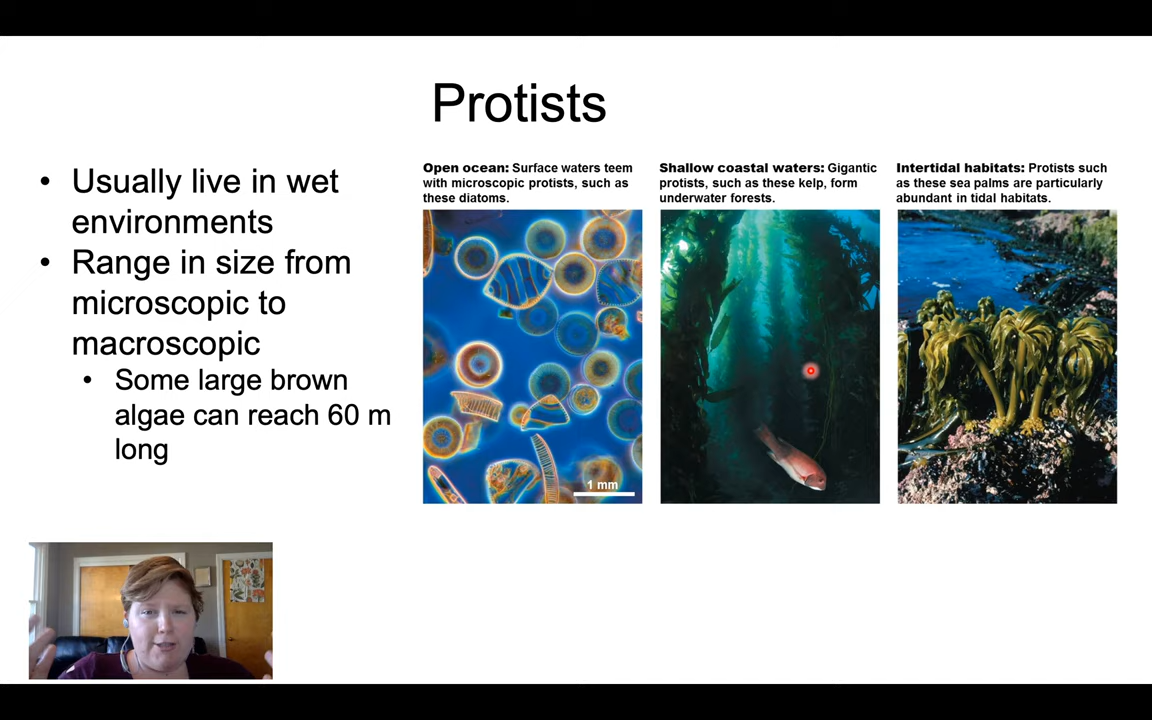 Protists
• Usually live in wet
environments
• Range in size from
microscopic to
macroscopic
• Some large brown
algae can reach 60 m
long
Open ocean: Surface waters teem
with microscopic protists, such as
these diatoms.
1 mm
Shallow coastal waters: Gigantic
protists, such as these kelp, form
underwater forests.
Intertidal habitats: Protists such
as these sea palms are particularly
abundant in tidal habitats.